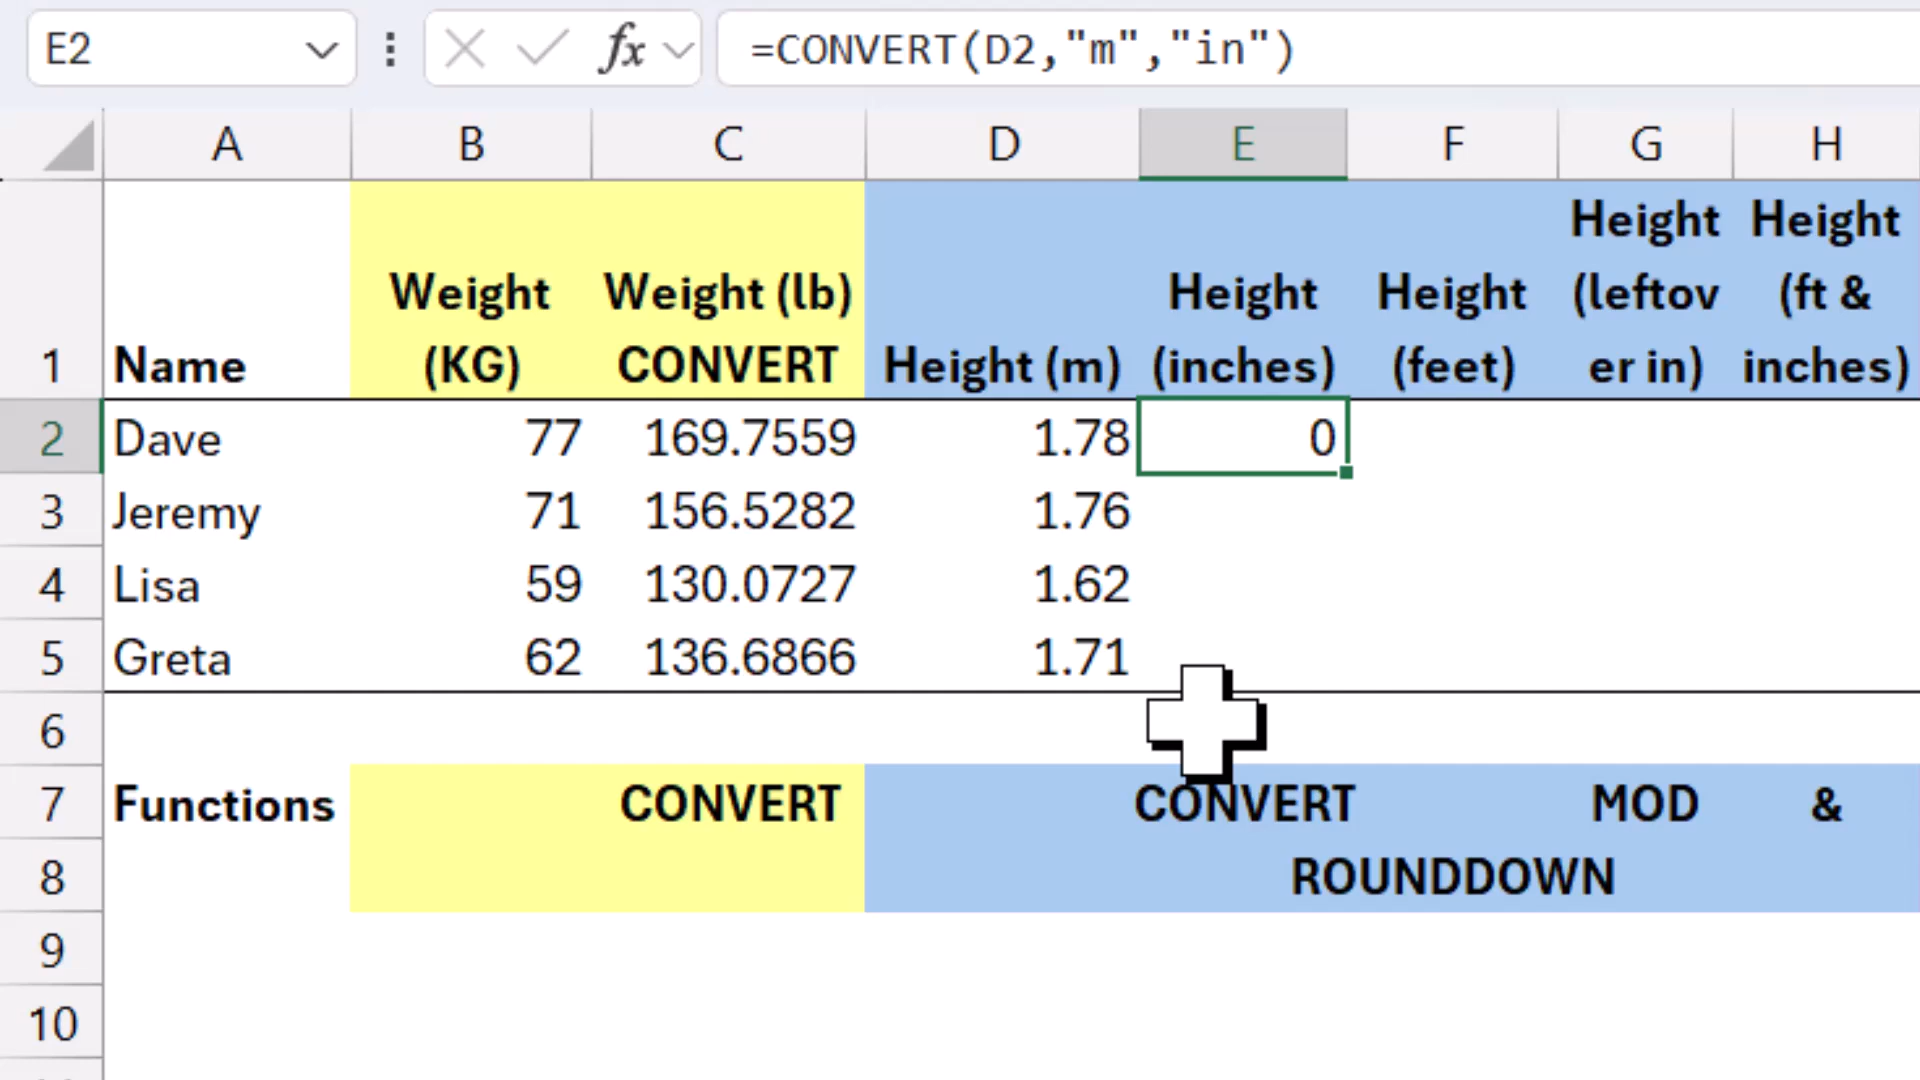 E2 fx =CONVERT(D2,"m","in")
A B C D E F G H
1 Name Weight (KG) Weight (lb) CONVERT Height (m) Height (inches) Height (feet) Height (leftov er in) Height (ft & inches)
2 Dave 77 169.7559 1.78 0
3 Jeremy 71 156.5282 1.76
4 Lisa 59 130.0727 1.62
5 Greta 62 136.6866 1.71
6
7 Functions CONVERT CONVERT MOD &
8 ROUNDDOWN
9
10